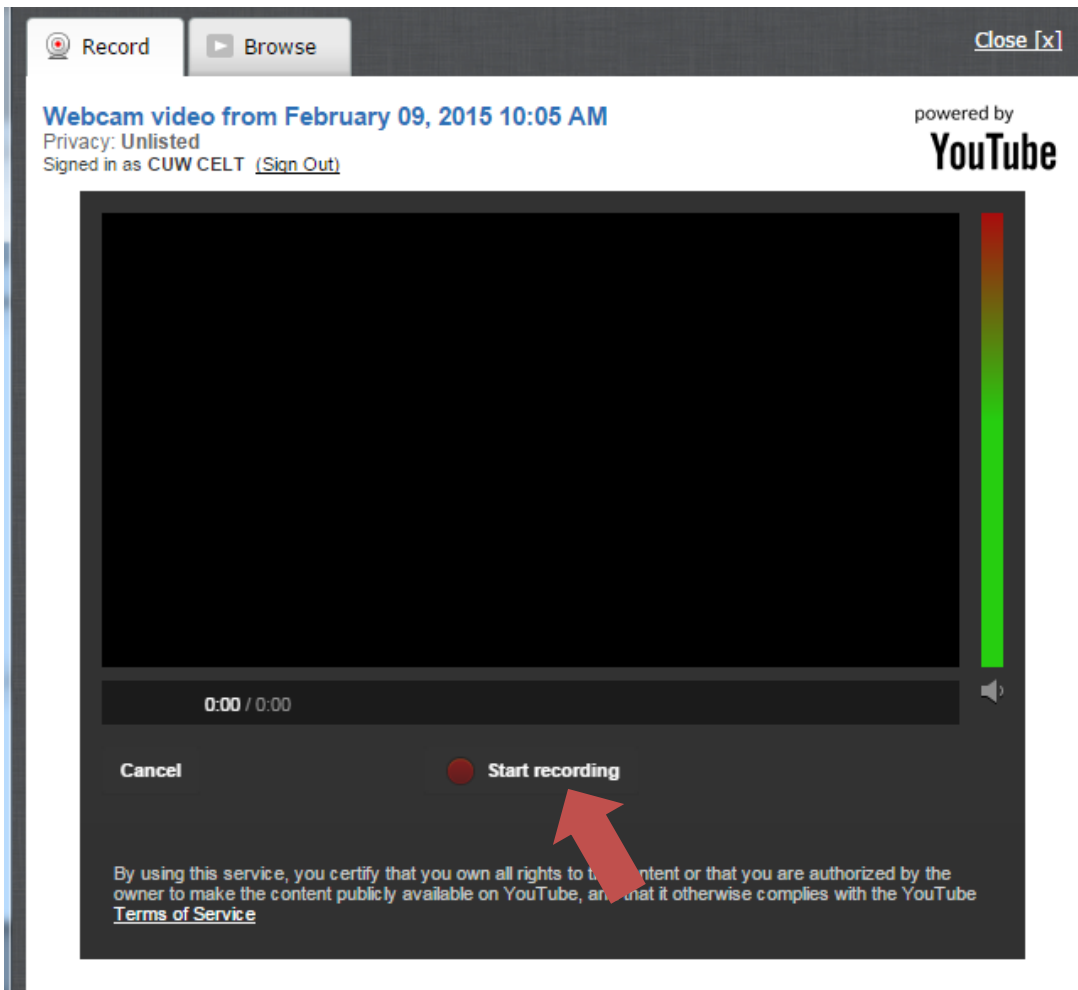 Record
Browse
Close [x]
Webcam video from February 09, 2015 10:05 AM
Privacy: Unlisted
Signed in as CUW CELT (Sign Out)
powered by
YouTube
0:00 / 0:00
Cancel
Start recording
By using this service, you certify that you own all rights to ntent or that you are authorized by the
owner to make the content publicly available on YouTube, hat it otherwise complies with the YouTube
Terms of Service